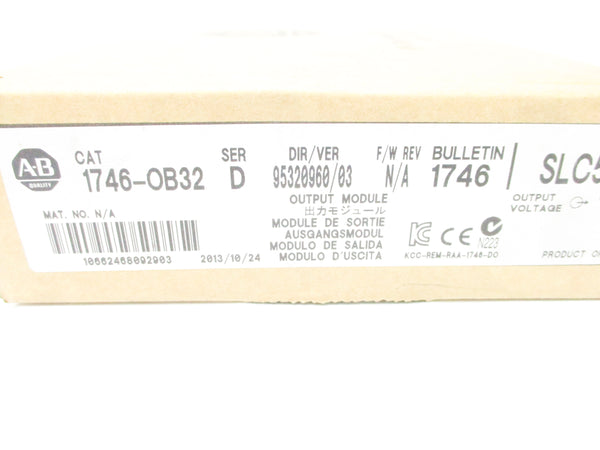 A-B
QUALITY
CAT
1746-OB32
SER
D
DIR/VER
95320960/03
F/W REV
N/A
BULLETIN
1746
SLC5
MAT. NO. N/A
10662468092903
2013/10/24
OUTPUT MODULE
出力モジュール
MODULE DE SORTIE
AUSGANGSMODUL
MODULO DE SALIDA
MODULO D'USCITA
N223
KCC-REM-RAA-1746-DO
OUTPUT
VOLTAGE
PRODUCT OF